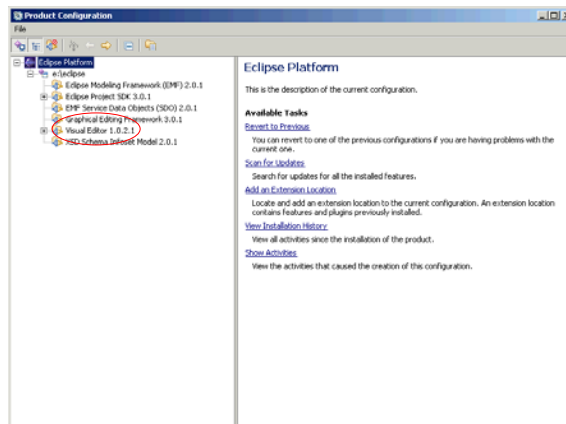 Product Configuration
File
Eclipse Platform
e:\eclipse
Eclipse Modeling Framework (EMF) 2.0.1
Eclipse Project SDK 3.0.1
EMF Service Data Objects (SDO) 2.0.1
Graphical Editing Framework 3.0.1
Visual Editor 1.0.2.1
XSD Schema Infoset Model 2.0.1
Eclipse Platform
This is the description of the current configuration.
Available Tasks
Revert to Previous
You can revert to one of the previous configurations if you are having problems with the
current one.
Scan for Updates
Search for updates for all the installed features.
Add an Extension Location
Locate and add an extension location to the current configuration. An extension location
contains features and plugins previously installed.
View Installation History
View all activities since the installation of the product.
Show Activities
View the activities that caused the creation of this configuration.